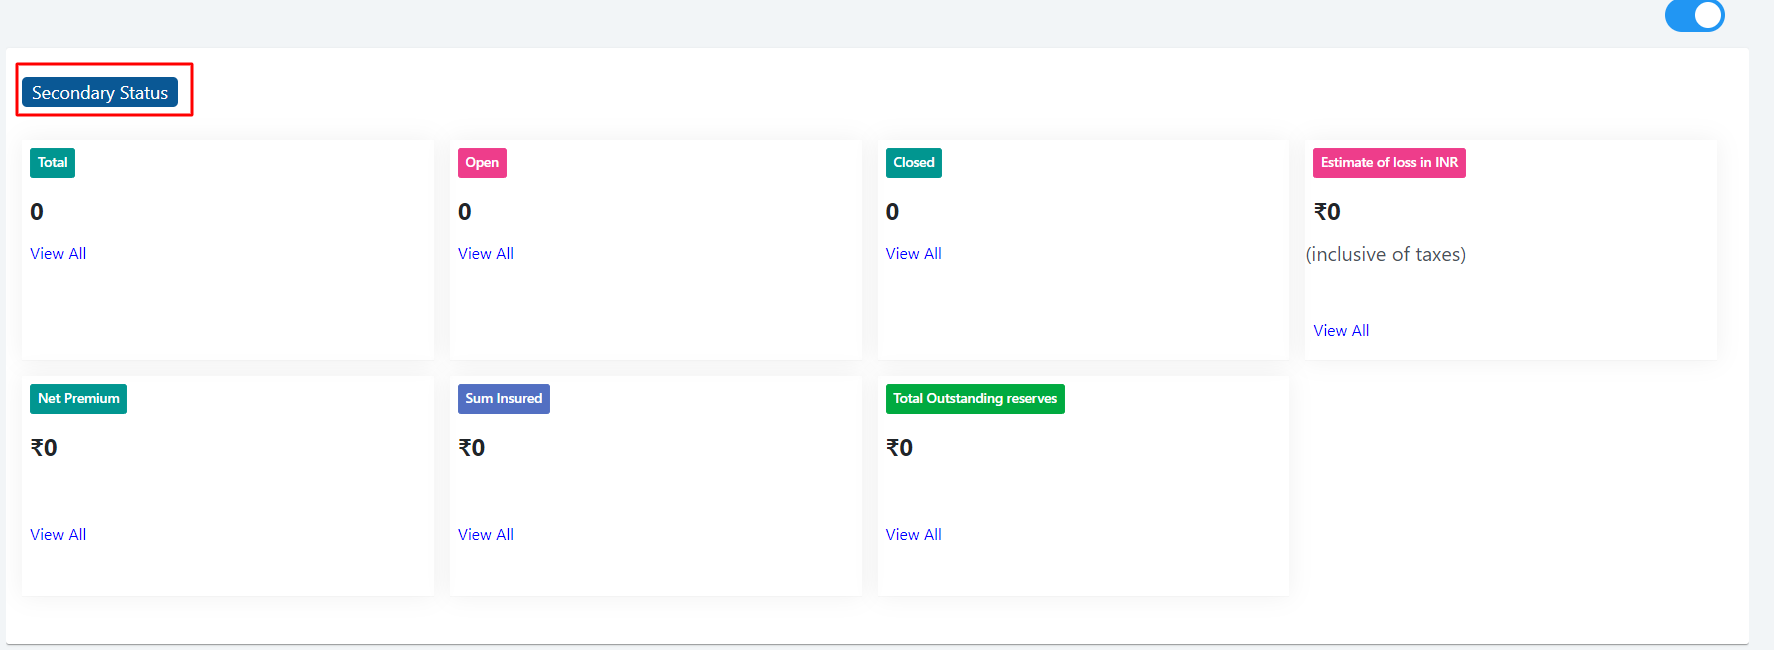 Secondary Status
Total
0
View All
Open
0
View All
Closed
0
View All
Estimate of loss in INR
₹0
(inclusive of taxes)
View All
Net Premium
₹0
View All
Sum Insured
₹0
View All
Total Outstanding reserves
₹0
View All